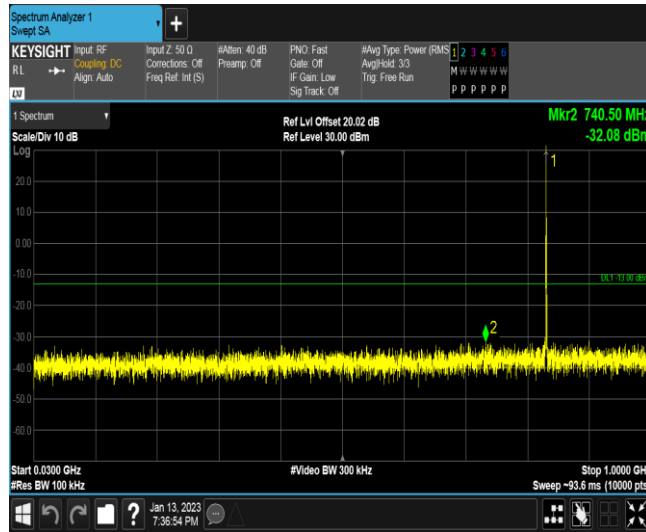 Spectrum Analyzer 1
Swept SA
+
KEYSIGHT
RL
LXI
Input: RF
Coupling: DC
Align: Auto
Input Z: 50 Ω
Corrections: Off
Freq Ref: Int (S)
#Atten: 40 dB
Preamp: Off
PNO: Fast
Gate: Off
IF Gain: Low
Sig Track: Off
#Avg Type: Power (RMS
Avg|Hold: 3/3
Trig: Free Run
1 2 3 4 5 6
M W W W W W
P P P P P P
1 Spectrum
Scale/Div 10 dB
Log
Ref Lvl Offset 20.02 dB
Ref Level 30.00 dBm
Mkr2 740.50 MHz
-32.08 dBm
1
20.0
10.0
0.00
-10.0
DL1 -13.00 dBm
-20.0
2
-30.0
-40.0
-50.0
-60.0
Start 0.0300 GHz
#Res BW 100 kHz
#Video BW 300 kHz
Stop 1.0000 GHz
Sweep ~93.6 ms (10000 pts)
?
Jan 13, 2023
7:36:54 PM